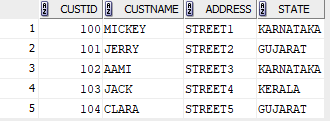 CUSTID CUSTNAME ADDRESS STATE
1 100 MICKEY STREET1 KARNATAKA
2 101 JERRY STREET2 GUJARAT
3 102 AAMI STREET3 KARNATAKA
4 103 JACK STREET4 KERALA
5 104 CLARA STREET5 GUJARAT